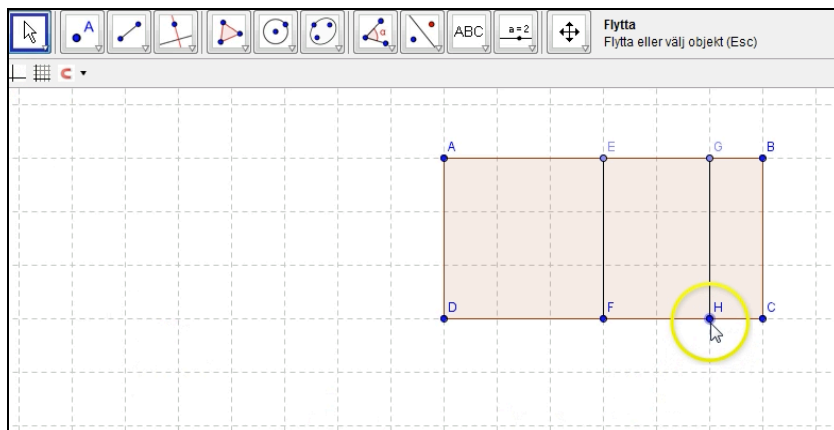 A
ABC
a = 2
Flytta
Flytta eller välj objekt (Esc)
A
E
G
B
D
F
H
C